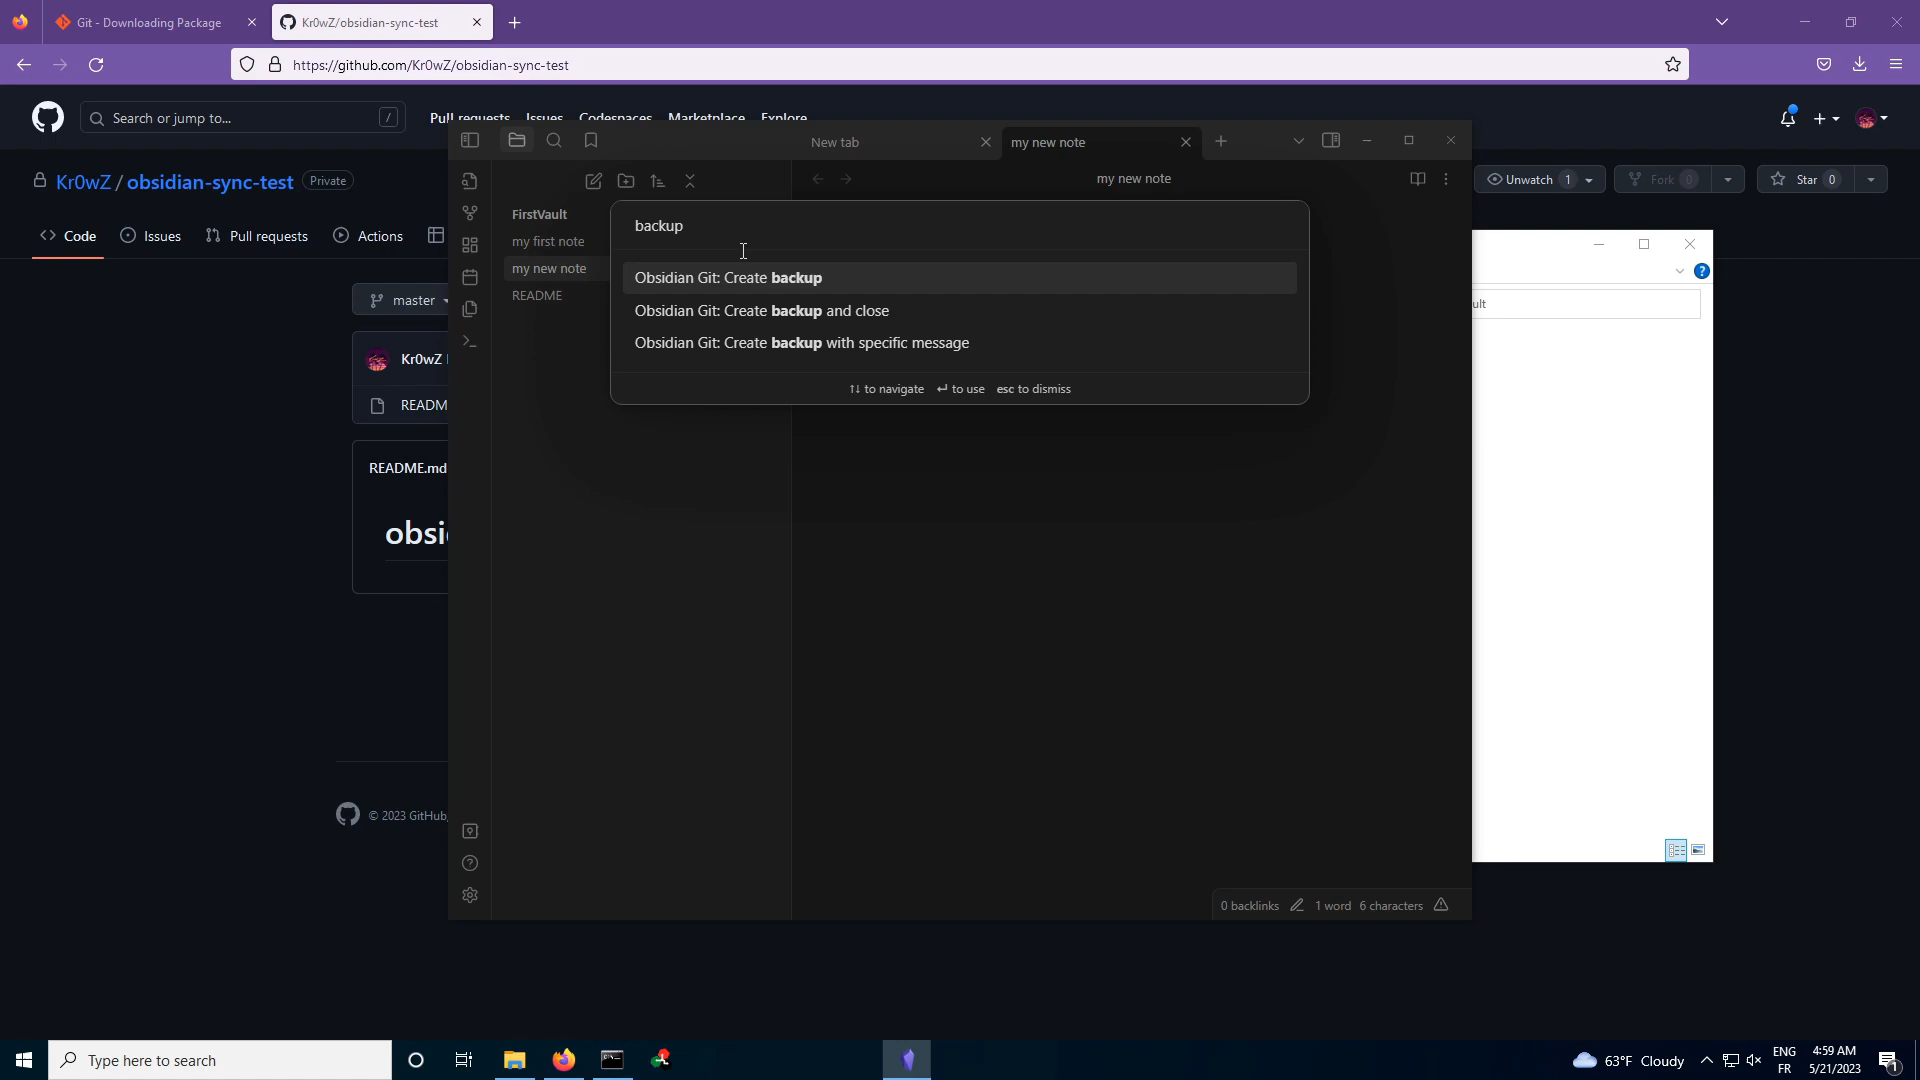 Git - Downloading Package
Kr0wZ/obsidian-sync-test
https://github.com/Kr0wZ/obsidian-sync-test
Search or jump to... /
Pull requests Issues Codespaces Marketplace Explore
New tab
my new note
Kr0wZ / obsidian-sync-test Private
my new note
Unwatch 1
Fork 0
Star 0
Code
Issues
Pull requests
Actions
FirstVault
my first note
my new note
README
backup
Obsidian Git: Create backup
Obsidian Git: Create backup and close
Obsidian Git: Create backup with specific message
↑↓ to navigate ↵ to use esc to dismiss
?
ult
master
Kr0wZ
READM
README.md
obsi
© 2023 GitHub,
0 backlinks 1 word 6 characters
Type here to search
63°F Cloudy
ENG
FR
4:59 AM
5/21/2023
1